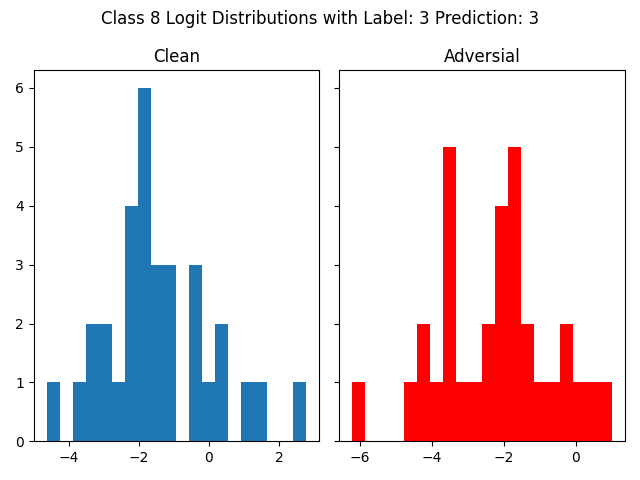 Class 8 Logit Distributions with Label: 3 Prediction: 3
Clean
Adversial
6
5
4
3
2
1
0
−4 −2 0 2
−6 −4 −2 0